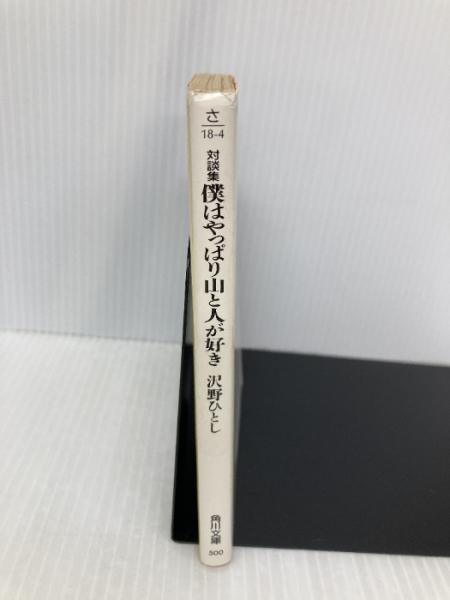 さ
18-4
対談集
僕はやっぱり山と人が好き
沢野ひとし
角川文庫
500